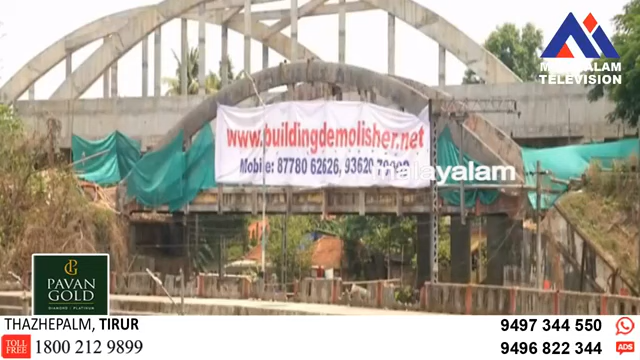 MALAYALAM
TELEVISION
www.buildingdemolisher.net
Mobile: 87780 62626, 93620
malayalam
PG
PAVAN
GOLD
DIAMOND • PLATINUM
THAZHEPALM, TIRUR
TOLL FREE 1800 212 9899
9497 344 550
9496 822 344 ADS